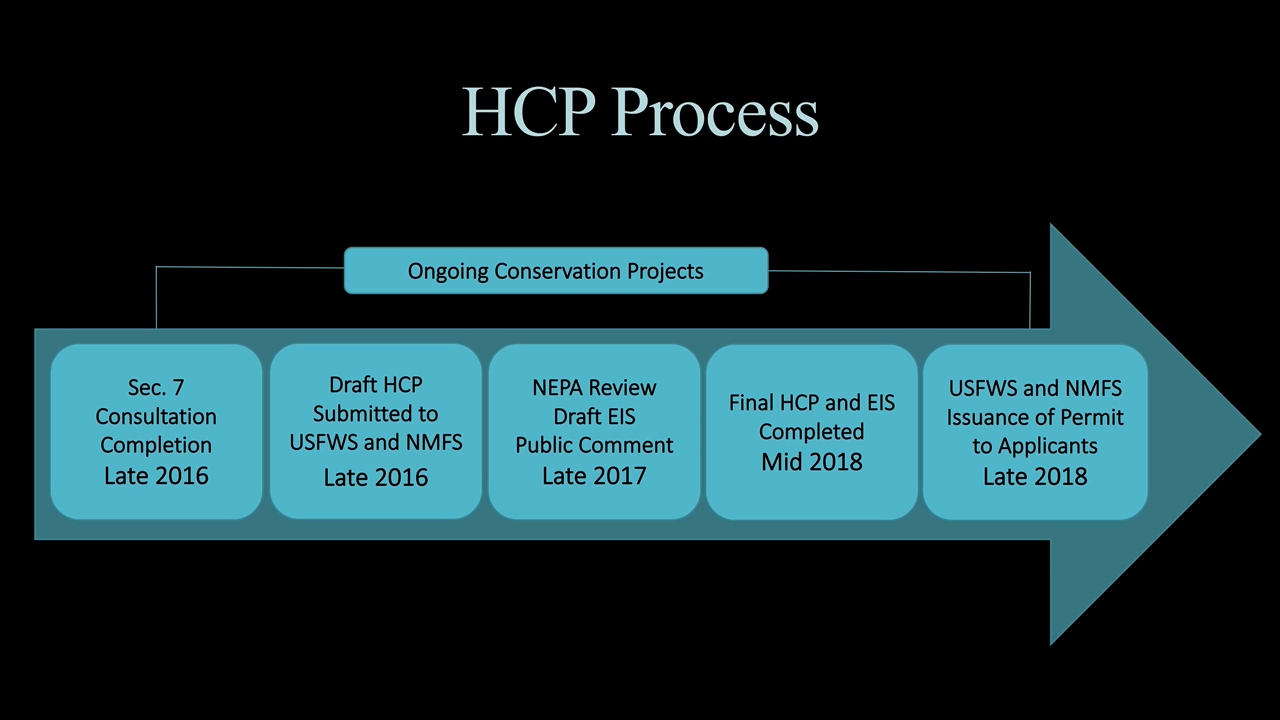 HCP Process
Ongoing Conservation Projects
Sec. 7
Consultation
Completion
Late 2016
Draft HCP
Submitted to
USFWS and NMFS
Late 2016
NEPA Review
Draft EIS
Public Comment
Late 2017
Final HCP and EIS
Completed
Mid 2018
USFWS and NMFS
Issuance of Permit
to Applicants
Late 2018